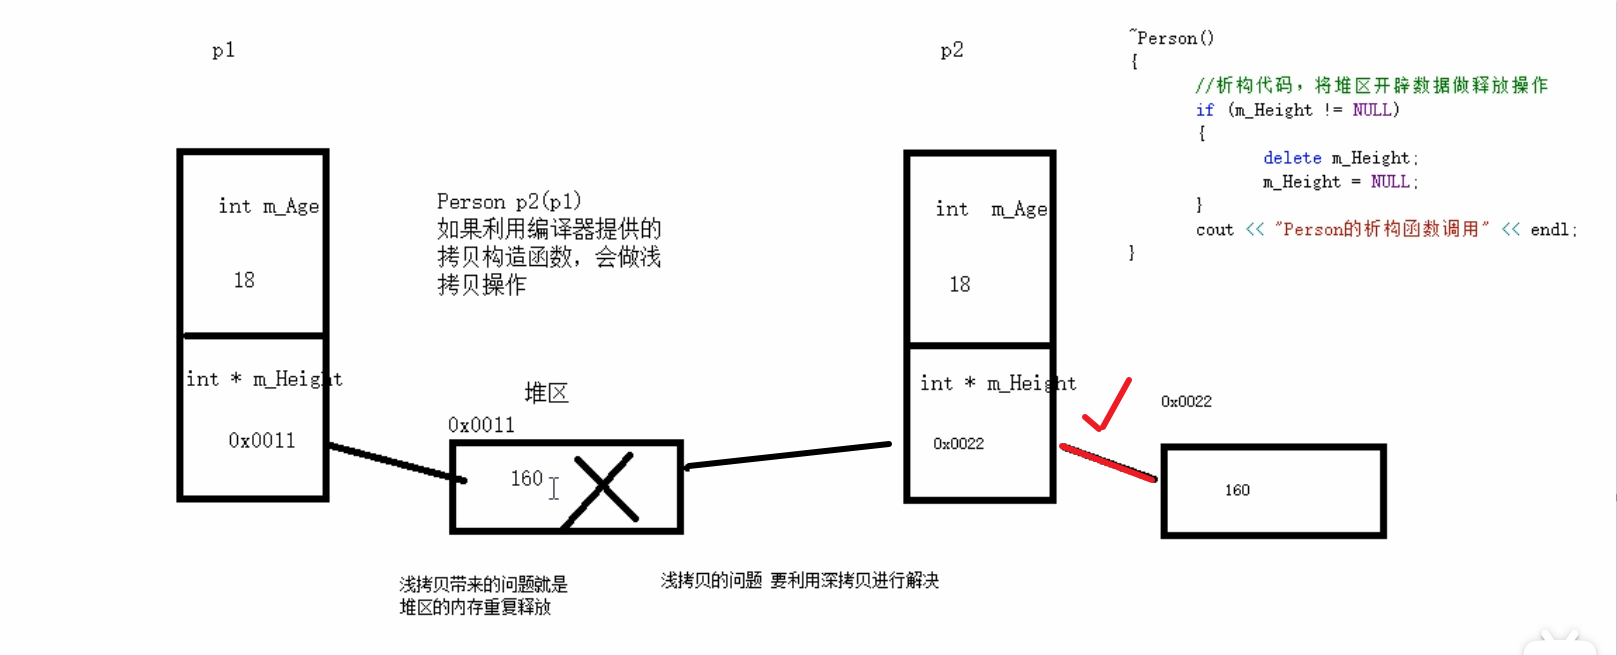 p1
p2
~Person()
{
//析构代码，将堆区开辟数据做释放操作
if (m_Height != NULL)
{
delete m_Height;
m_Height = NULL;
}
cout << "Person的析构函数调用" << endl;
}
int m_Age
18
int * m_Height
0x0011
Person p2(p1)
如果利用编译器提供的
拷贝构造函数，会做浅
拷贝操作
堆区
0x0011
160
int  m_Age
18
int * m_Height
0x0022
0x0022
160
浅拷贝带来的问题就是
堆区的内存重复释放
浅拷贝的问题 要利用深拷贝进行解决